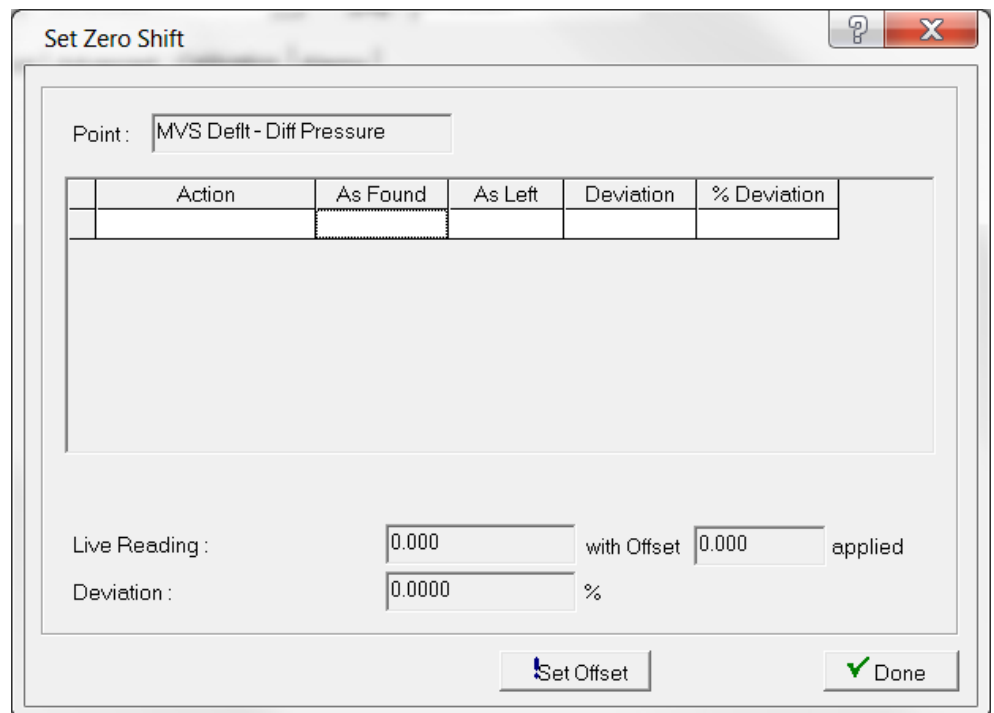 Set Zero Shift
Point : MVS Deflt - Diff Pressure
Action As Found As Left Deviation % Deviation
Live Reading : 0.000 with Offset 0.000 applied
Deviation : 0.0000 %
Set Offset Done